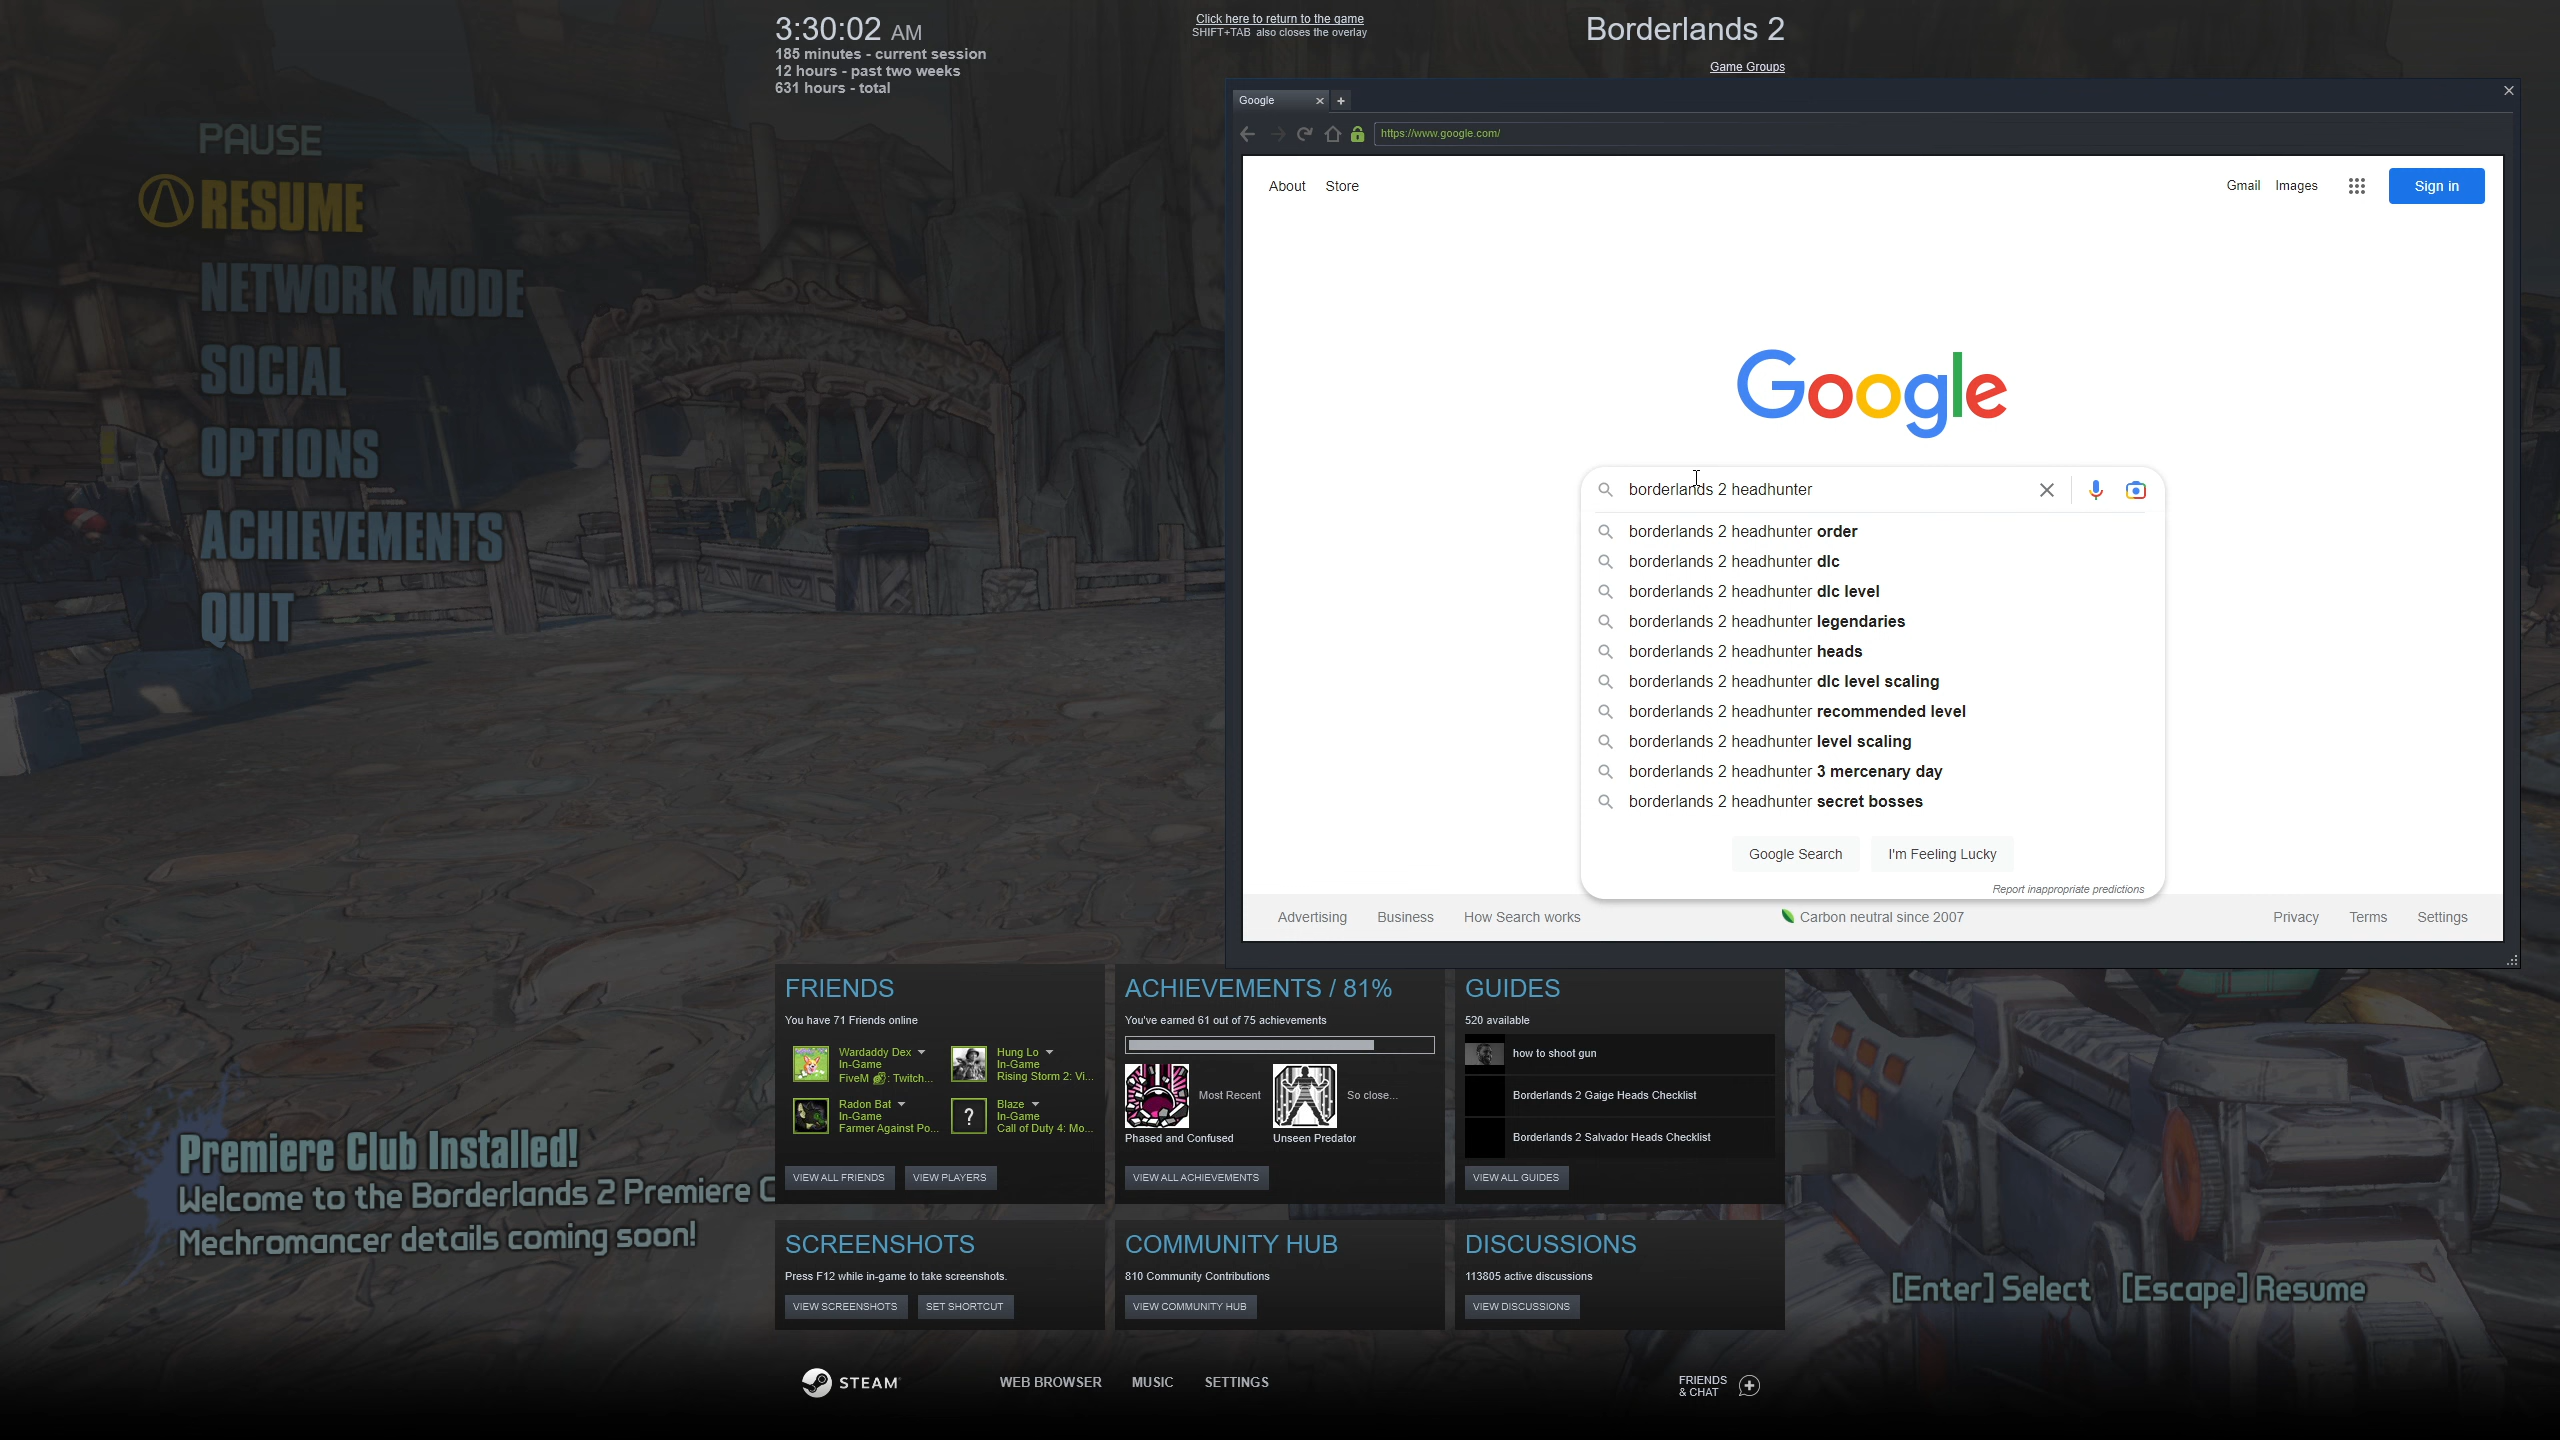 3:30:02 AM
185 minutes - current session
12 hours - past two weeks
631 hours - total
Click here to return to the game
SHIFT+TAB also closes the overlay
Borderlands 2
Game Groups
PAUSE
RESUME
NETWORK MODE
SOCIAL
OPTIONS
ACHIEVEMENTS
QUIT
Google
https://www.google.com/
About Store
Gmail Images
Sign in
Google
borderlands 2 headhunter
borderlands 2 headhunter order
borderlands 2 headhunter dlc
borderlands 2 headhunter dlc level
borderlands 2 headhunter legendaries
borderlands 2 headhunter heads
borderlands 2 headhunter dlc level scaling
borderlands 2 headhunter recommended level
borderlands 2 headhunter level scaling
borderlands 2 headhunter 3 mercenary day
borderlands 2 headhunter secret bosses
Google Search I'm Feeling Lucky
Report inappropriate predictions
Advertising Business How Search works
Carbon neutral since 2007
Privacy Terms Settings
FRIENDS
You have 71 Friends online
Wardaddy Dex
In-Game
FiveM : Twitch...
Hung Lo
In-Game
Rising Storm 2: Vi...
Radon Bat
In-Game
Farmer Against Po...
Blaze
In-Game
Call of Duty 4: Mo...
VIEW ALL FRIENDS VIEW PLAYERS
ACHIEVEMENTS / 81%
You've earned 61 out of 75 achievements
Most Recent
So close...
Phased and Confused
Unseen Predator
VIEW ALL ACHIEVEMENTS
GUIDES
520 available
how to shoot gun
Borderlands 2 Gaige Heads Checklist
Borderlands 2 Salvador Heads Checklist
VIEW ALL GUIDES
Premiere Club Installed!
Welcome to the Borderlands 2 Premiere C
Mechromancer details coming soon!
SCREENSHOTS
Press F12 while in-game to take screenshots.
VIEW SCREENSHOTS SET SHORTCUT
COMMUNITY HUB
810 Community Contributions
VIEW COMMUNITY HUB
DISCUSSIONS
113805 active discussions
VIEW DISCUSSIONS
[Enter] Select [Escape] Resume
STEAM
WEB BROWSER MUSIC SETTINGS
FRIENDS
& CHAT